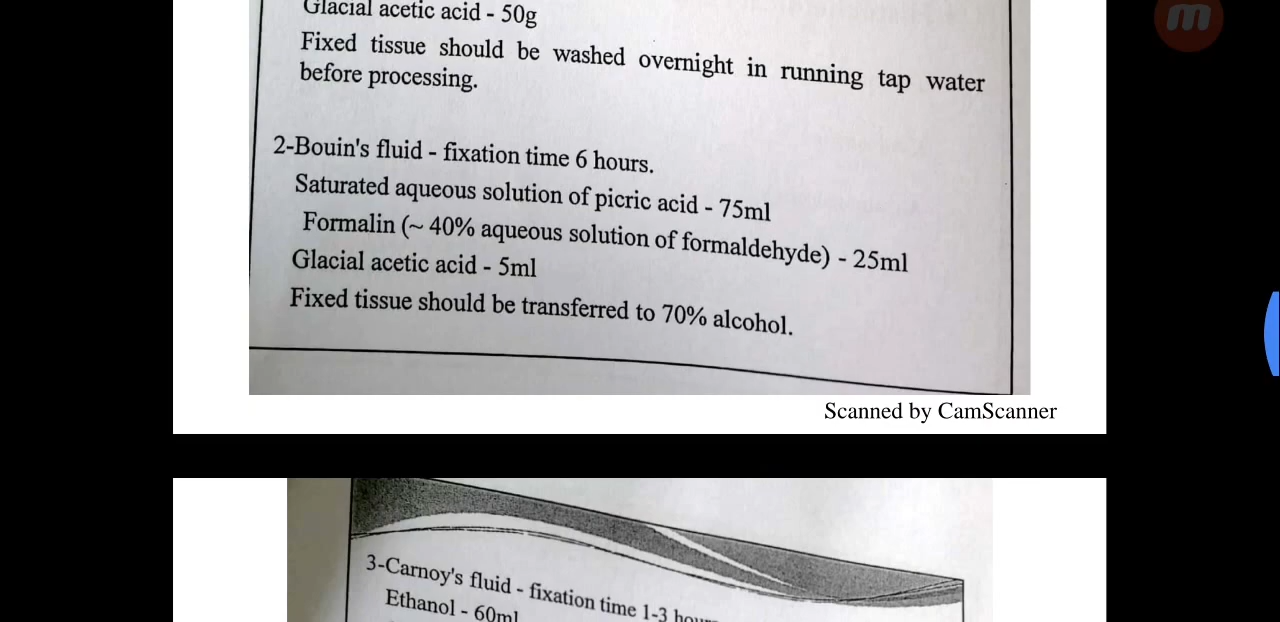 Glacial acetic acid - 50g
Fixed tissue should be washed overnight in running tap water
before processing.
2-Bouin's fluid - fixation time 6 hours.
Saturated aqueous solution of picric acid - 75ml
Formalin (~ 40% aqueous solution of formaldehyde) - 25ml
Glacial acetic acid - 5ml
Fixed tissue should be transferred to 70% alcohol.
Scanned by CamScanner
3-Carnoy's fluid - fixation time 1-3 hours
Ethanol - 60ml
m